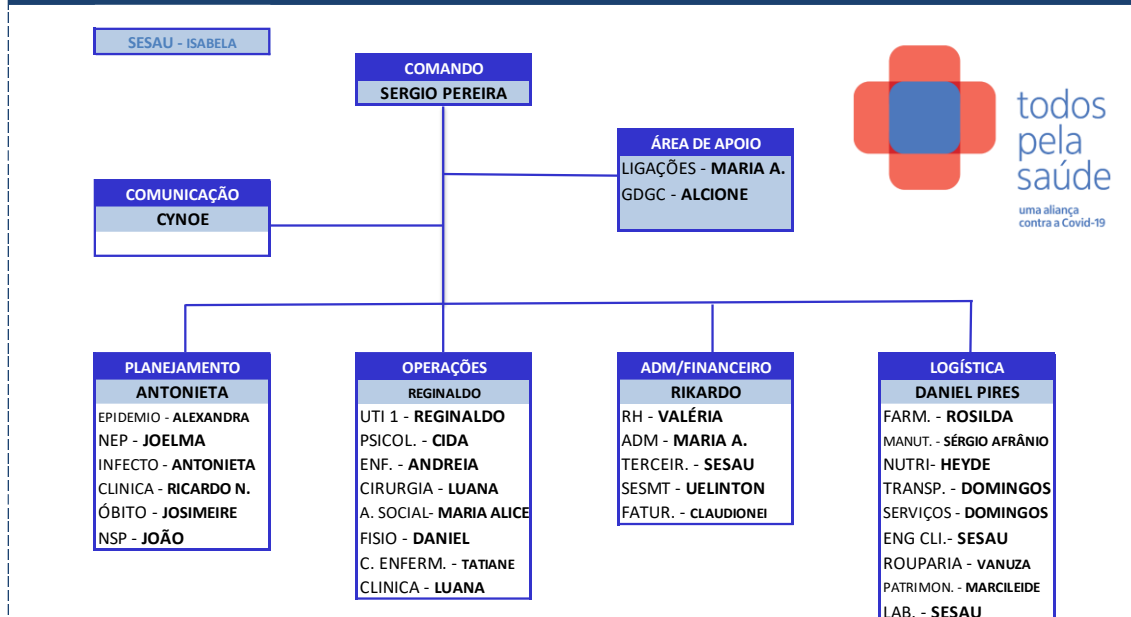 SESAU - ISABELA
COMANDO
SERGIO PEREIRA
ÁREA DE APOIO
LIGAÇÕES - MARIA A.
GDGC - ALCIONE
todos
pela
saúde
uma aliança
contra a Covid-19
COMUNICAÇÃO
CYNOE
PLANEJAMENTO
ANTONIETA
EPIDEMIO - ALEXANDRA
NEP - JOELMA
INFECTO - ANTONIETA
CLINICA - RICARDO N.
ÓBITO - JOSIMEIRE
NSP - JOÃO
OPERAÇÕES
REGINALDO
UTI 1 - REGINALDO
PSICOL. - CIDA
ENF. - ANDREIA
CIRURGIA - LUANA
A. SOCIAL- MARIA ALICE
FISIO - DANIEL
C. ENFERM. - TATIANE
CLINICA - LUANA
ADM/FINANCEIRO
RIKARDO
RH - VALÉRIA
ADM - MARIA A.
TERCEIR. - SESAU
SESMT - UELINTON
FATUR. - CLAUDIONEI
LOGÍSTICA
DANIEL PIRES
FARM. - ROSILDA
MANUT. - SÉRGIO AFRÂNIO
NUTRI- HEYDE
TRANSP. - DOMINGOS
SERVIÇOS - DOMINGOS
ENG CLI.- SESAU
ROUPARIA - VANUZA
PATRIMON. - MARCILEIDE
LAB. - SESAU